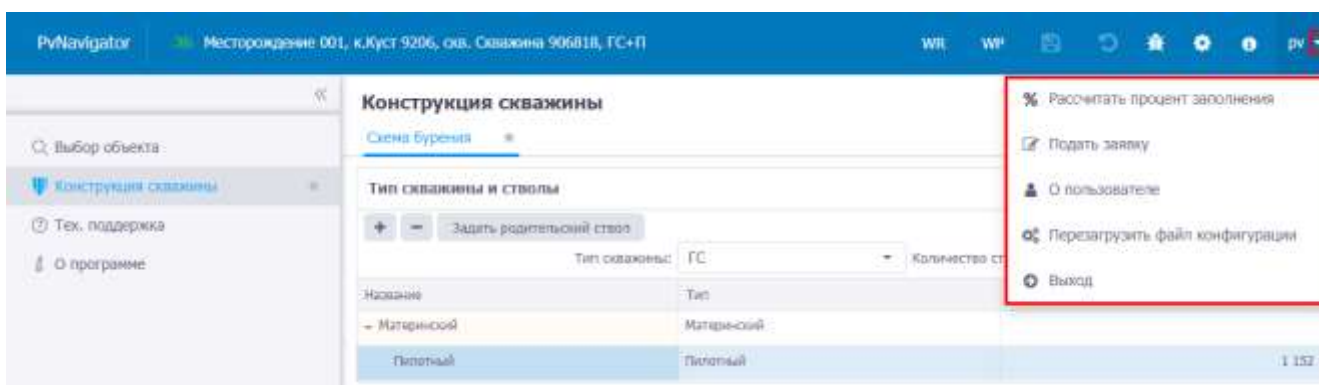 PvNavigator Месторождение 001, к.Куст 9206, скв. Скважина 906818, ГС+П WR WP pv
Конструкция скважины
Схема бурения
Выбор объекта
Конструкция скважины
Тех. поддержка
О программе
Тип скважины и стволы
+ − Задать родительский ствол
Тип скважины: ГС Количество ст
Название Тип
Материнский Материнский
Пилотный Пилотный 1 152
Рассчитать процент заполнения
Подать заявку
О пользователе
Перезагрузить файл конфигурации
Выход